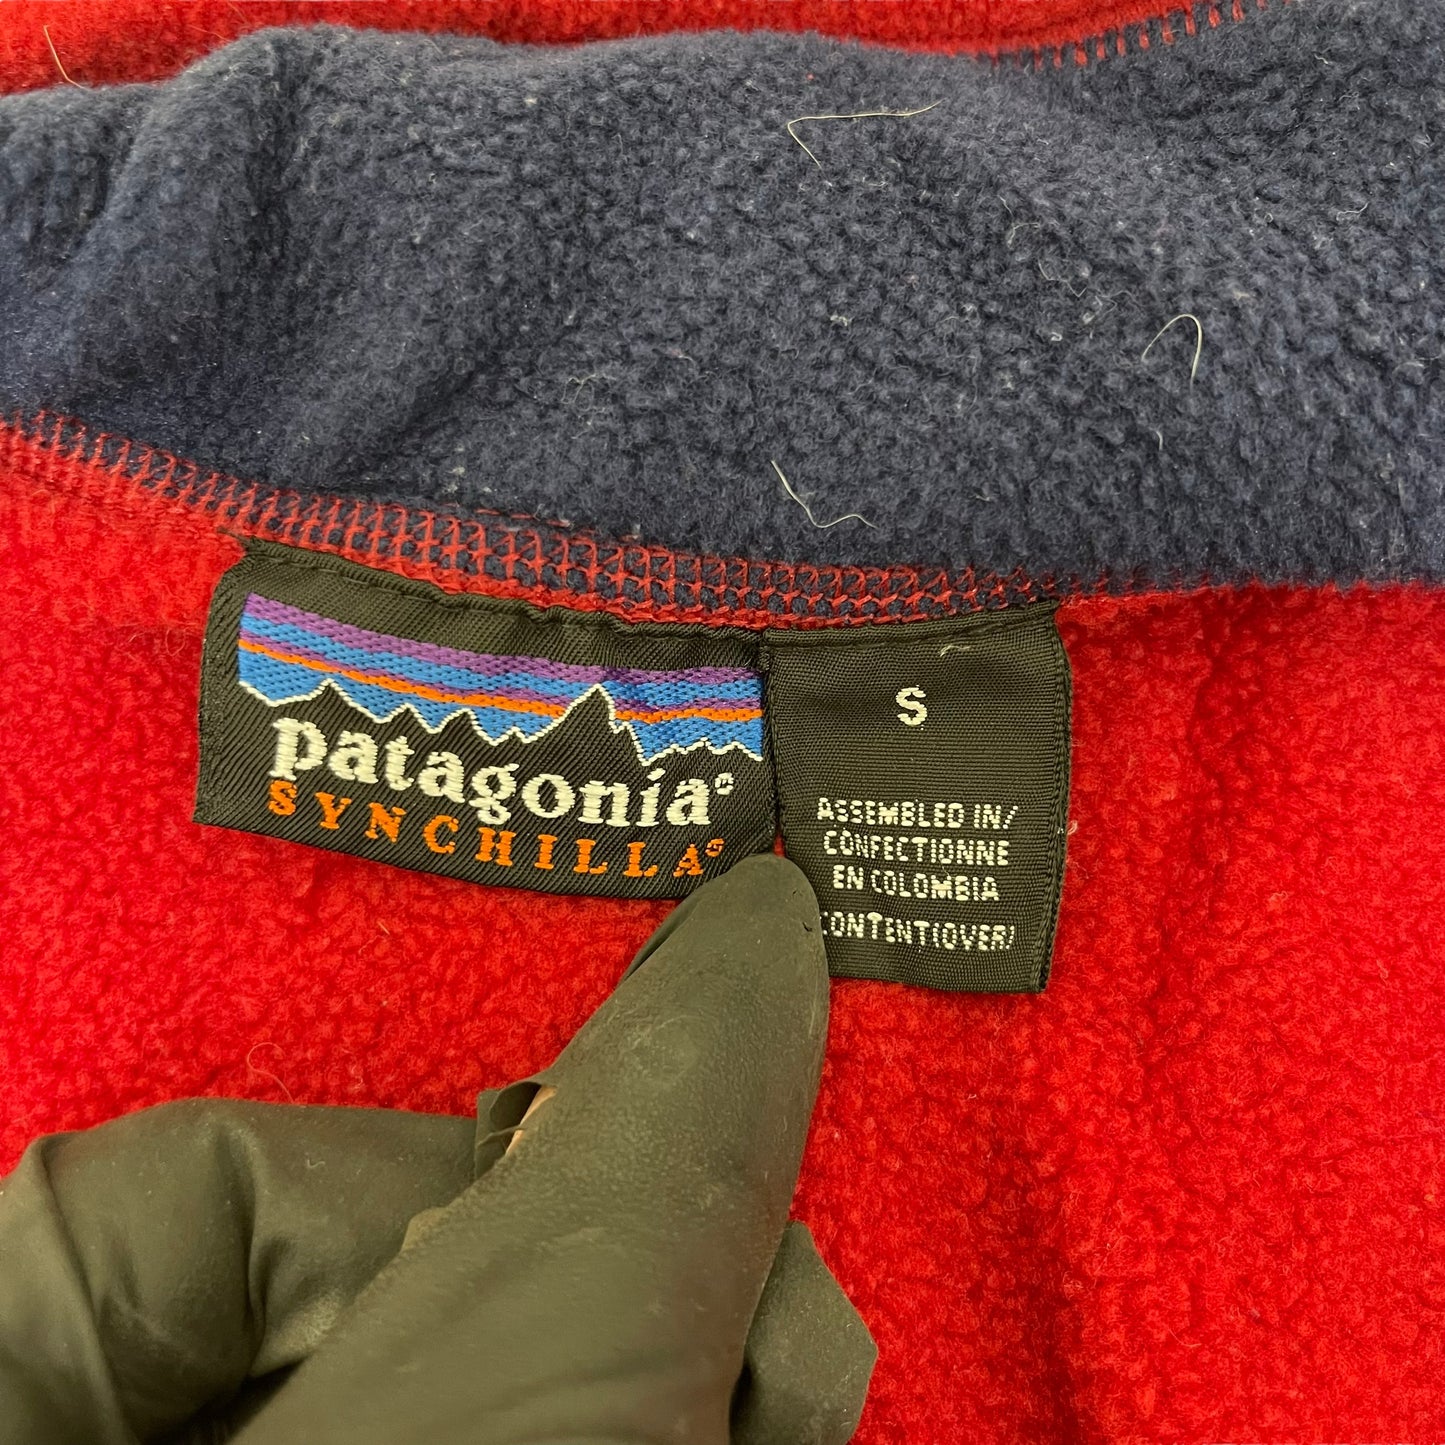 patagonia®
SYNCHILLA®
S
ASSEMBLED IN/
CONFECTIONNE
EN COLOMBIA
CONTENT(OVER)